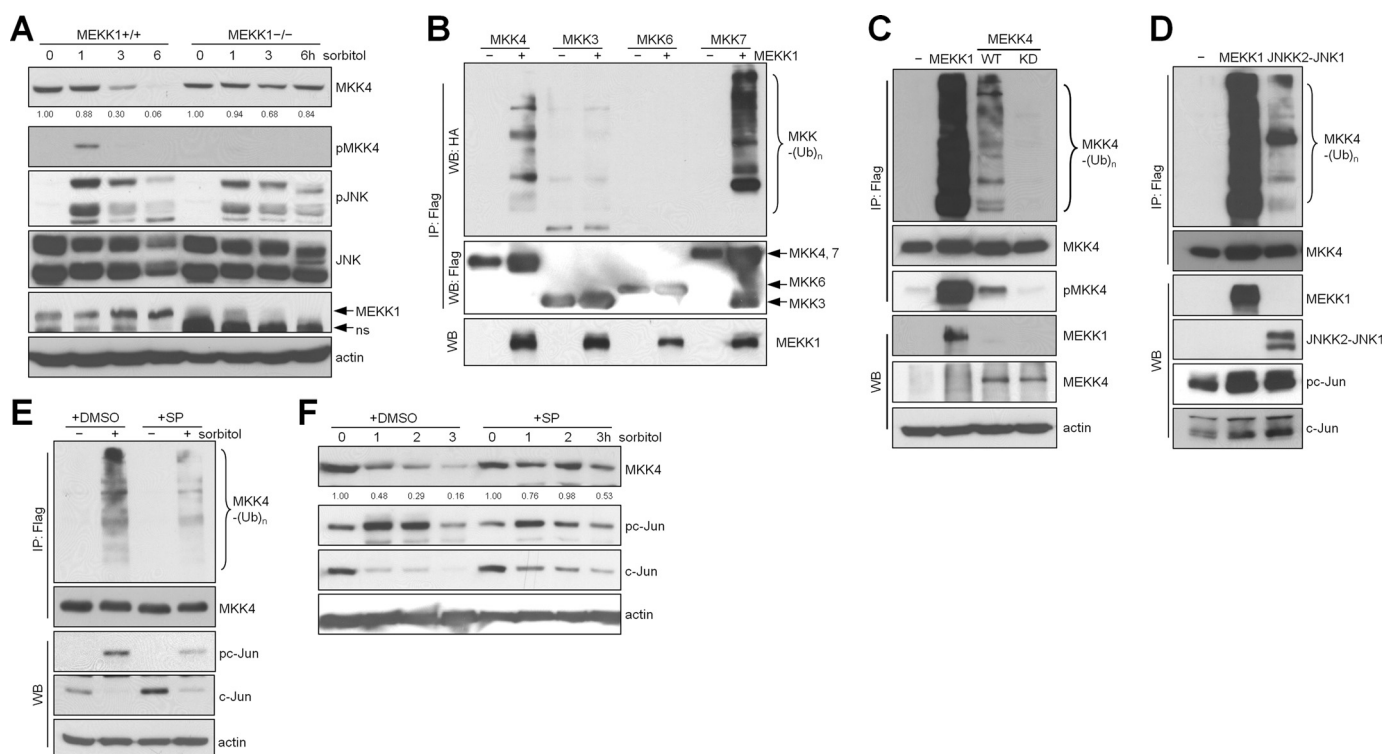 A
MEKK1+/+ MEKK1−/−
0 1 3 6 0 1 3 6h sorbitol
MKK4
1.00 0.88 0.30 0.06 1.00 0.94 0.68 0.84
pMKK4
pJNK
JNK
MEKK1
ns
actin
B
MKK4 MKK3 MKK6 MKK7
− + − + − + − + MEKK1
IP: Flag
WB: HA
MKK
-(Ub)n
WB: Flag
MKK4, 7
MKK6
MKK3
WB
MEKK1
C
MEKK4
− MEKK1 WT KD
IP: Flag
MKK4
-(Ub)n
MKK4
pMKK4
WB
MEKK1
MEKK4
actin
D
− MEKK1 JNKK2-JNK1
IP: Flag
MKK4
-(Ub)n
MKK4
WB
MEKK1
JNKK2-JNK1
pc-Jun
c-Jun
E
+DMSO +SP
− + − + sorbitol
IP: Flag
MKK4
-(Ub)n
MKK4
WB
pc-Jun
c-Jun
actin
F
+DMSO +SP
0 1 2 3 0 1 2 3h sorbitol
MKK4
1.00 0.48 0.29 0.16 1.00 0.76 0.98 0.53
pc-Jun
c-Jun
actin